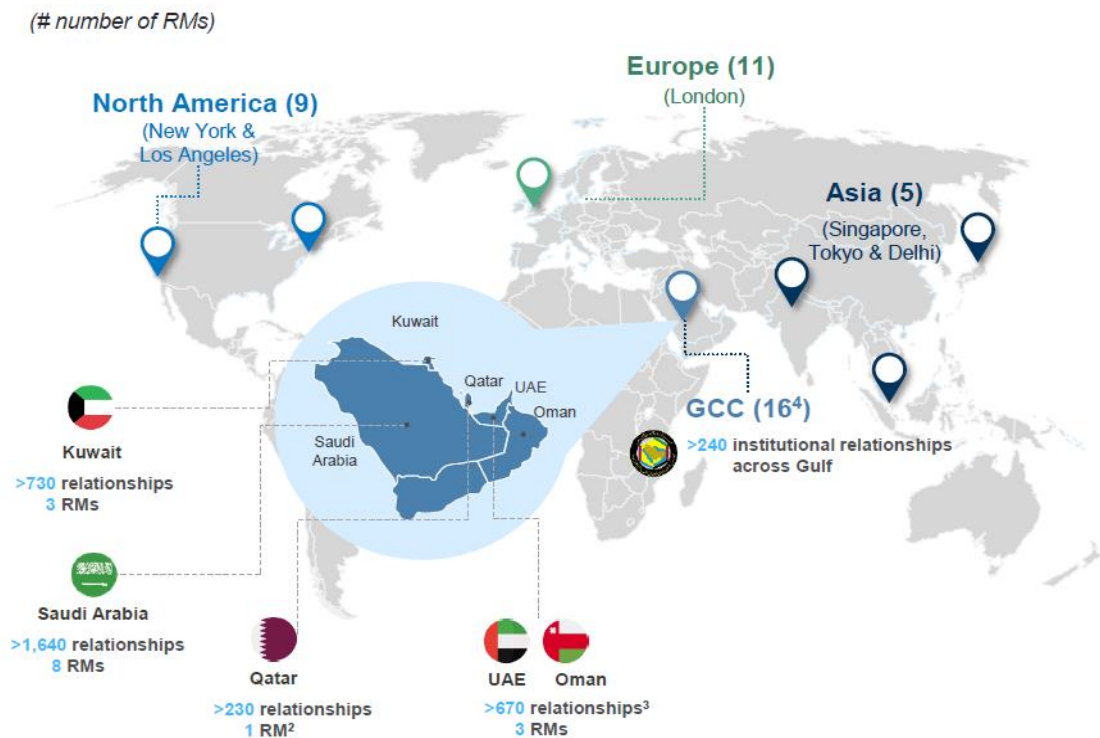 (# number of RMs)
Europe (11)
(London)
North America (9)
(New York &
Los Angeles)
Asia (5)
(Singapore,
Tokyo & Delhi)
Kuwait
Qatar
UAE
Oman
Saudi
Arabia
GCC (16⁴)
>240 institutional relationships
across Gulf
Kuwait
>730 relationships
3 RMs
Saudi Arabia
>1,640 relationships
8 RMs
Qatar
>230 relationships
1 RM²
UAE
Oman
>670 relationships³
3 RMs